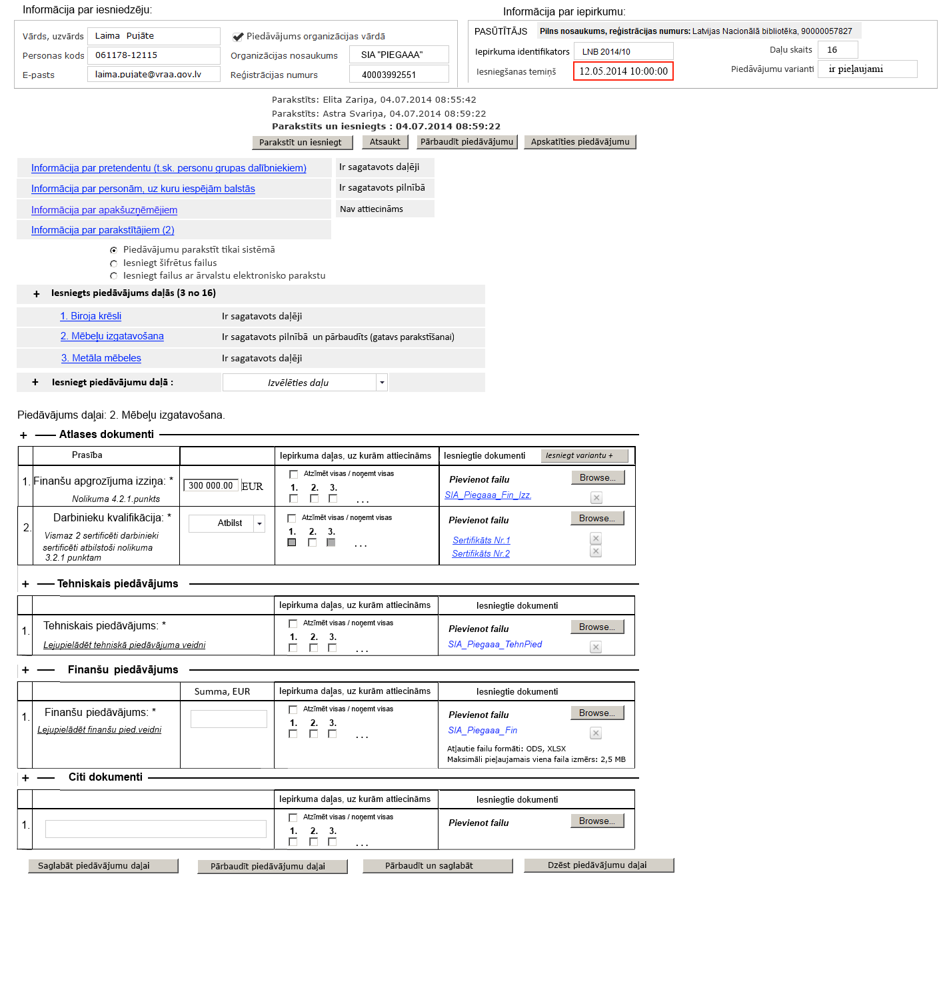 Informācija par iesniedzēju:
Informācija par iepirkumu:
Vārds, uzvārds Laima Pujāte Piedāvājums organizācijas vārdā
Personas kods 061178-12115 Organizācijas nosaukums SIA "PIEGAAA"
E-pasts laima.pujate@vraa.gov.lv Reģistrācijas numurs 40003992551
PASŪTĪTĀJS Pilns nosaukums, reģistrācijas numurs: Latvijas Nacionālā bibliotēka, 90000057827
Iepirkuma identifikators LNB 2014/10 Daļu skaits 16
Iesniegšanas temiņš 12.05.2014 10:00:00 Piedāvājumu varianti ir pieļaujami
Parakstīts: Elita Zariņa, 04.07.2014 08:55:42
Parakstīts: Astra Svariņa, 04.07.2014 08:59:22
Parakstīts un iesniegts : 04.07.2014 08:59:22
Parakstīt un iesniegt Atsaukt Pārbaudīt piedāvājumu Apskatīties piedāvājumu
Informācija par pretendentu (t.sk. personu grupas dalībniekiem) Ir sagatavots daļēji
Informācija par personām, uz kuru iespējām balstās Ir sagatavots pilnībā
Informācija par apakšuzņēmējiem Nav attiecināms
Informācija par parakstītājiem (2)
Piedāvājumu parakstīt tikai sistēmā
Iesniegt šifrētus failus
Iesniegt failus ar ārvalstu elektronisko parakstu
+ Iesniegts piedāvājums daļās (3 no 16)
1. Biroja krēsli Ir sagatavots daļēji
2. Mēbeļu izgatavošana Ir sagatavots pilnībā un pārbaudīts (gatavs parakstīšanai)
3. Metāla mēbeles Ir sagatavots daļēji
+ Iesniegt piedāvājumu daļā : Izvēlēties daļu
Piedāvājums daļai: 2. Mēbeļu izgatavošana.
+ Atlases dokumenti
Prasība Iepirkuma daļas, uz kurām attiecināms Iesniegtie dokumenti Iesniegt variantu +
1. Finanšu apgrozījuma izziņa: * 300 000.00 EUR Atzīmēt visas / noņemt visas Pievienot failu Browse...
Nolikuma 4.2.1.punkts 1. 2. 3. ... SIA_Piegaaa_Fin_Izz.
2. Darbinieku kvalifikācija: * Atbilst Atzīmēt visas / noņemt visas Pievienot failu Browse...
Vismaz 2 sertificēti darbinieki 1. 2. 3. ... Sertifikāts Nr.1
sertificēti atbilstoši nolikuma Sertifikāts Nr.2
3.2.1 punktam
+ Tehniskais piedāvājums
Iepirkuma daļas, uz kurām attiecināms Iesniegtie dokumenti
1. Tehniskais piedāvājums: * Atzīmēt visas / noņemt visas Pievienot failu Browse...
Lejupielādēt tehniskā piedāvājuma veidni 1. 2. 3. ... SIA_Piegaaa_TehnPied
+ Finanšu piedāvājums
Summa, EUR Iepirkuma daļas, uz kurām attiecināms Iesniegtie dokumenti
1. Finanšu piedāvājums: * Atzīmēt visas / noņemt visas Pievienot failu Browse...
Lejupielādēt finanšu pied.veidni 1. 2. 3. ... SIA_Piegaaa_Fin
Atļautie failu formāti: ODS, XLSX
Maksimāli pieļaujamais viena faila izmērs: 2,5 MB
+ Citi dokumenti
Iepirkuma daļas, uz kurām attiecināms Iesniegtie dokumenti
1. Atzīmēt visas / noņemt visas Pievienot failu Browse...
1. 2. 3. ...
Saglabāt piedāvājumu daļai Pārbaudīt piedāvājumu daļai Pārbaudīt un saglabāt Dzēst piedāvājumu daļai